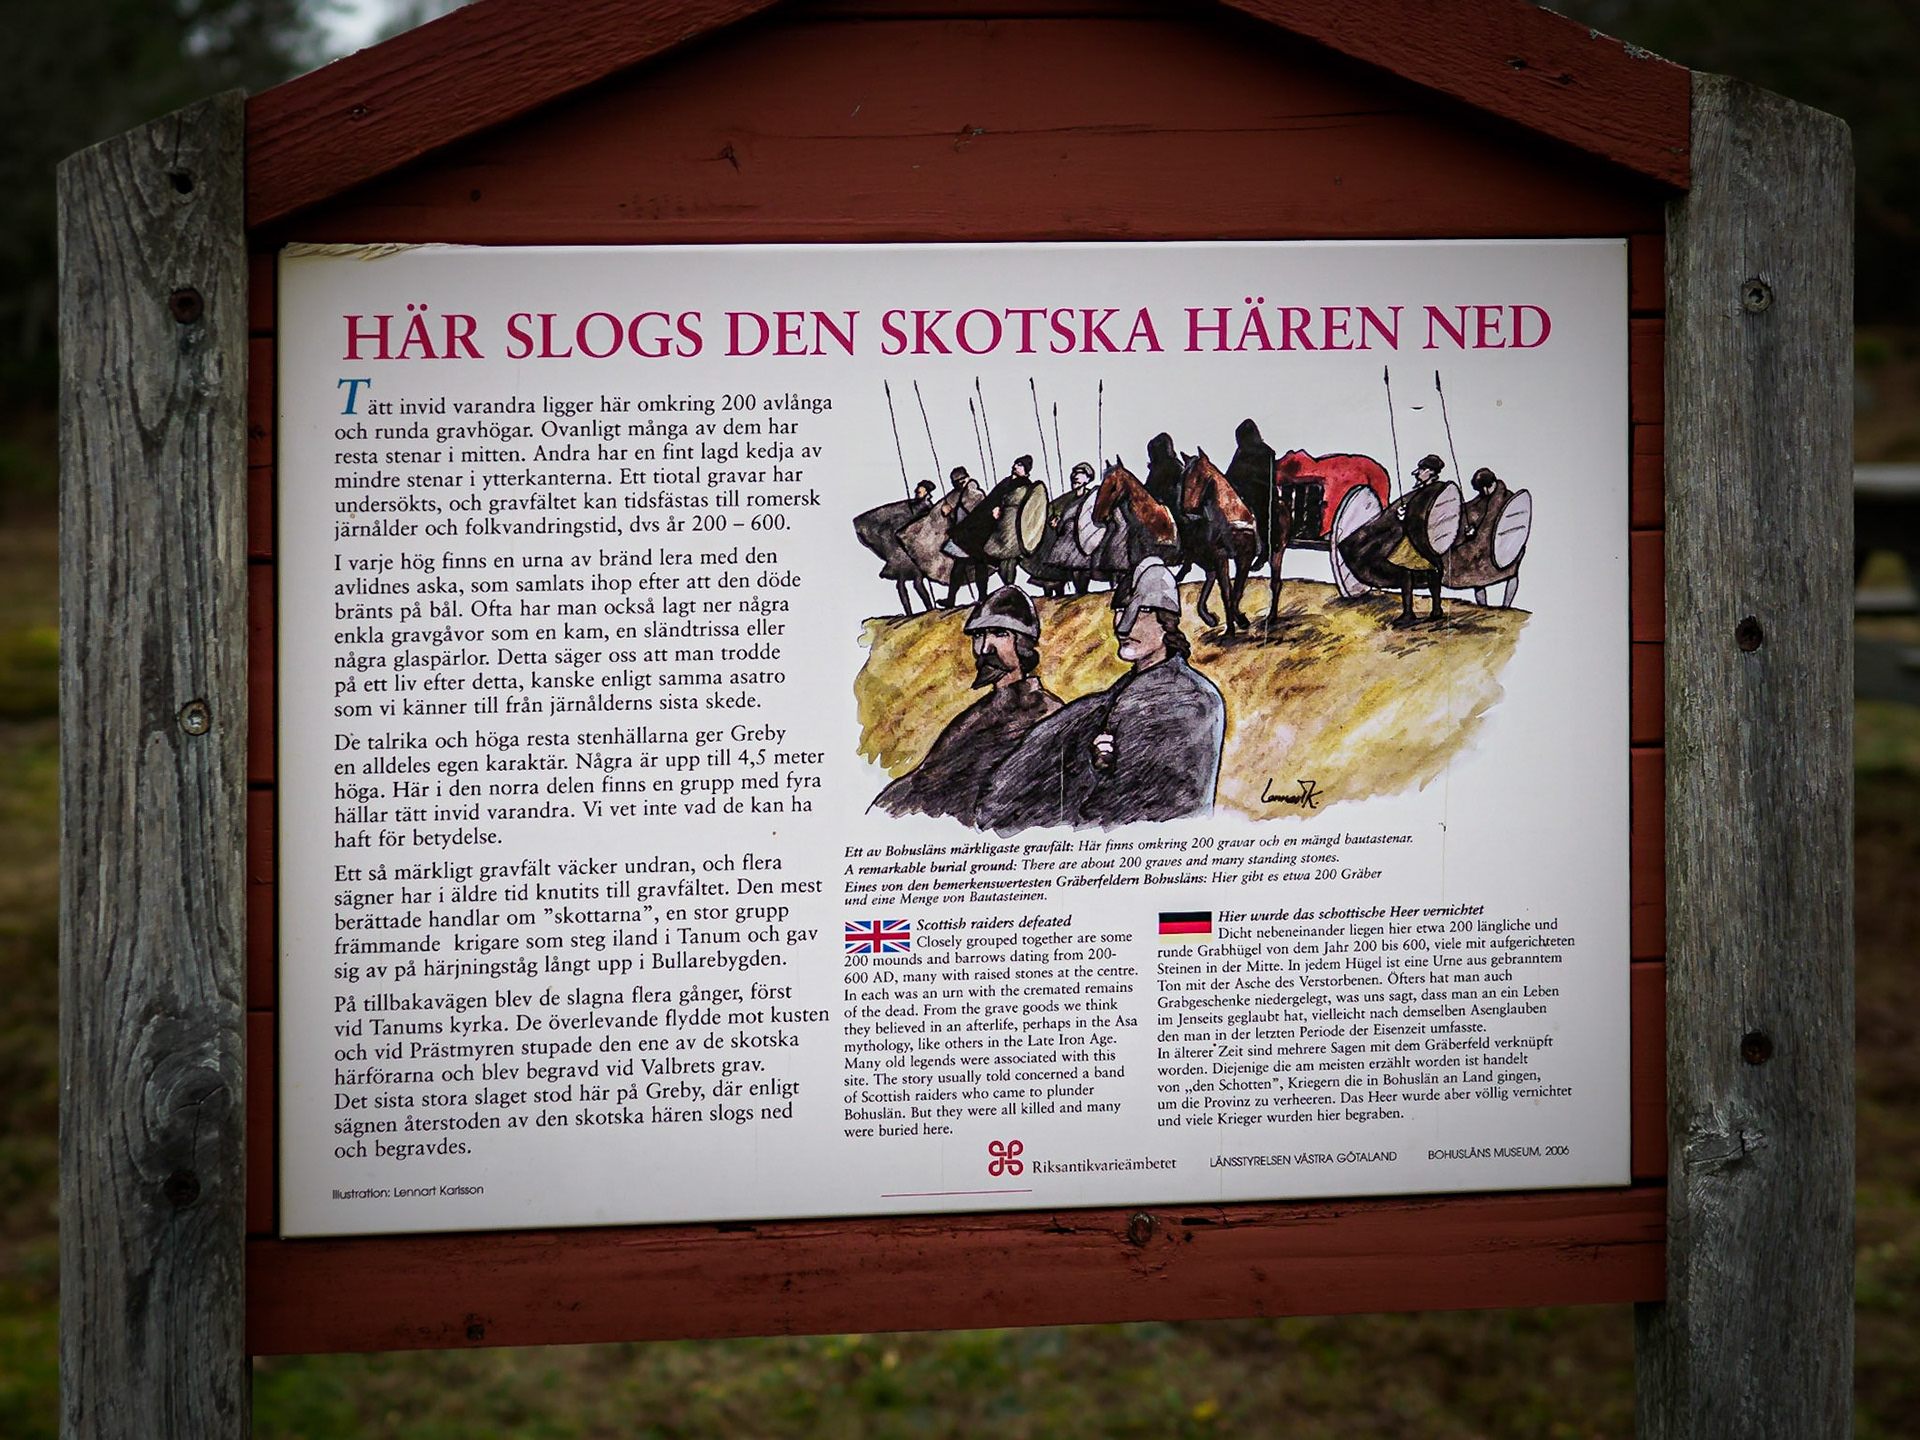 HÄR SLOGS DEN SKOTSKA HÄREN NED
Tätt invid varandra ligger här omkring 200 avlånga
och runda gravhögar. Ovanligt många av dem har
resta stenar i mitten. Andra har en fint lagd kedja av
mindre stenar i ytterkanterna. Ett tiotal gravar har
undersökts, och gravfältet kan tidsfästas till romersk
järnålder och folkvandringstid, dvs år 200 – 600.
I varje hög finns en urna av bränd lera med den
avlidnes aska, som samlats ihop efter att den döde
bränts på bål. Ofta har man också lagt ner några
enkla gravgåvor som en kam, en sländtrissa eller
några glaspärlor. Detta säger oss att man trodde
på ett liv efter detta, kanske enligt samma asatro
som vi känner till från järnålderns sista skede.
De talrika och höga resta stenhällarna ger Greby
en alldeles egen karaktär. Några är upp till 4,5 meter
höga. Här i den norra delen finns en grupp med fyra
hällar tätt invid varandra. Vi vet inte vad de kan ha
haft för betydelse.
Ett så märkligt gravfält väcker undran, och flera
sägner har i äldre tid knutits till gravfältet. Den mest
berättade handlar om ”skottarna”, en stor grupp
främmande krigare som steg iland i Tanum och gav
sig av på härjningståg långt upp i Bullarebygden.
På tillbakavägen blev de slagna flera gånger, först
vid Tanums kyrka. De överlevande flydde mot kusten
och vid Prästmyren stupade den ene av de skotska
härförarna och blev begravd vid Valbrets grav.
Det sista stora slaget stod här på Greby, där enligt
sägnen återstoden av den skotska hären slogs ned
och begravdes.
Illustration: Lennart Karlsson
LennartK.
Ett av Bohusläns märkligaste gravfält: Här finns omkring 200 gravar och en mängd bautastenar.
A remarkable burial ground: There are about 200 graves and many standing stones.
Eines von den bemerkenswertesten Gräberfeldern Bohusläns: Hier gibt es etwa 200 Gräber
und eine Menge von Bautasteinen.
Scottish raiders defeated
Closely grouped together are some
200 mounds and barrows dating from 200-
600 AD, many with raised stones at the centre.
In each was an urn with the cremated remains
of the dead. From the grave goods we think
they believed in an afterlife, perhaps in the Asa
mythology, like others in the Late Iron Age.
Many old legends were associated with this
site. The story usually told concerned a band
of Scottish raiders who came to plunder
Bohuslän. But they were all killed and many
were buried here.
Hier wurde das schottische Heer vernichtet
Dicht nebeneinander liegen hier etwa 200 längliche und
runde Grabhügel von dem Jahr 200 bis 600, viele mit aufgerichteten
Steinen in der Mitte. In jedem Hügel ist eine Urne aus gebranntem
Ton mit der Asche des Verstorbenen. Öfters hat man auch
Grabgeschenke niedergelegt, was uns sagt, dass man an ein Leben
im Jenseits geglaubt hat, vielleicht nach demselben Asenglauben
den man in der letzten Periode der Eisenzeit umfasste.
In älterer Zeit sind mehrere Sagen mit dem Gräberfeld verknüpft
worden. Diejenige die am meisten erzählt worden ist handelt
von „den Schotten”, Kriegern die in Bohuslän an Land gingen,
um die Provinz zu verheeren. Das Heer wurde aber völlig vernichtet
und viele Krieger wurden hier begraben.
Riksantikvarieämbetet
LÄNSSTYRELSEN VÄSTRA GÖTALAND
BOHUSLÄNS MUSEUM, 2006